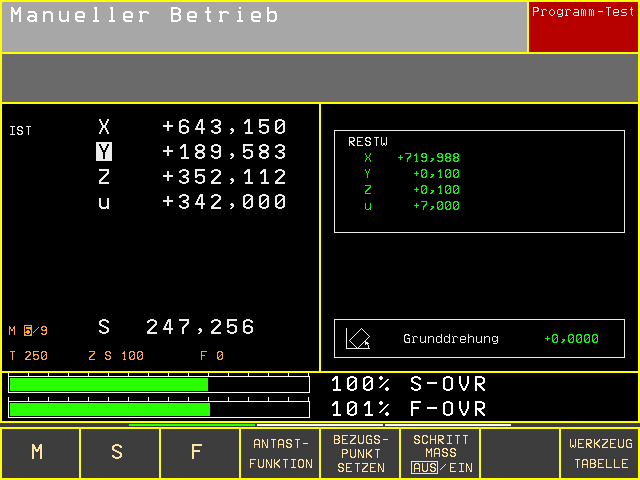 Manueller Betrieb
Programm-Test
IST X +643,150
Y +189,583
Z +352,112
u +342,000
S 247,256
M 5/9
T 250 Z S 100 F 0
RESTW
X +719,988
Y +0,100
Z +0,100
u +7,000
Grunddrehung +0,0000
100% S-OVR
101% F-OVR
M
S
F
ANTAST-
FUNKTION
BEZUGS-
PUNKT
SETZEN
SCHRITT
MASS
AUS/EIN
WERKZEUG
TABELLE